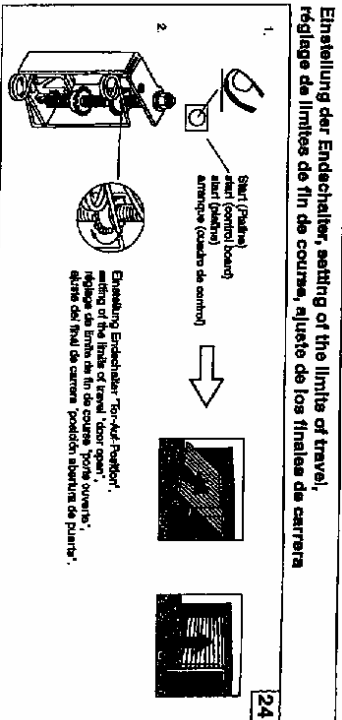 Einstellung der Endschalter, setting of the limits of travel,
réglage de limites de fin de course, ajuste de los finales de carrera
24
1.
Start (Platine)
start (control board)
start (platine)
arranque (cuadro de control)
2.
Einstellung Endschalter "Tor-Auf-Position",
setting of the limits of travel "door open",
réglage de limits de fin de course "porte ouverte",
ajuste del final de carrera "posición abertura de puerta",